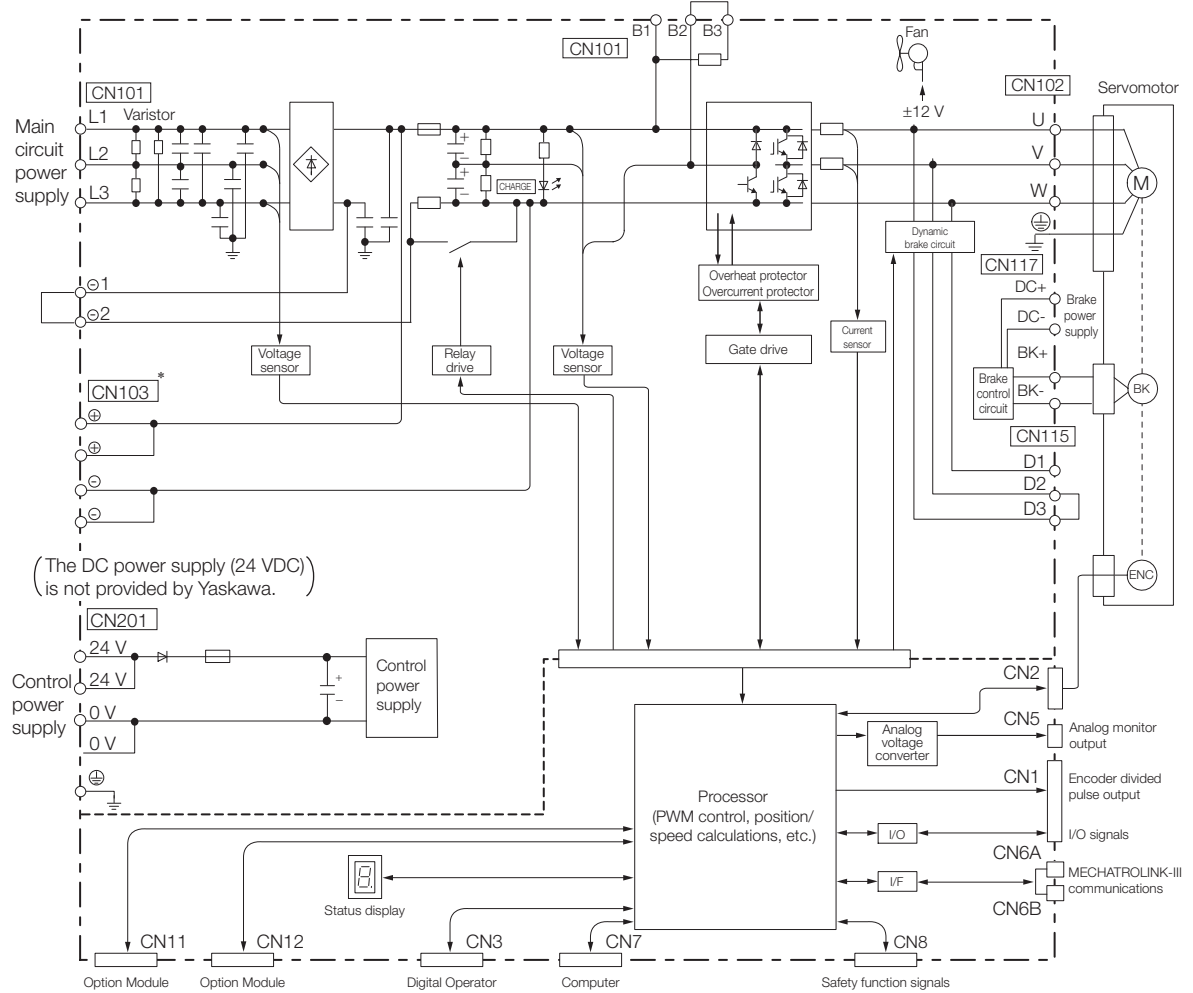 B1
B2
B3
CN101
Fan
±12 V
CN101
L1
Varistor
Main
circuit
power
supply
L2
L3
CHARGE
CN102
Servomotor
U
V
W
M
Dynamic
brake circuit
CN117
DC+
DC-
Brake
power
supply
BK+
BK-
Brake
control
circuit
BK
CN115
D1
D2
D3
ENC
⊖1
⊖2
Overheat protector
Overcurrent protector
Gate drive
Current
sensor
Voltage
sensor
Relay
drive
Voltage
sensor
CN103
*
⊕
⊕
⊖
⊖
(The DC power supply (24 VDC)
is not provided by Yaskawa.)
CN201
24 V
24 V
0 V
0 V
Control
power
supply
+
−
Control
power
supply
Processor
(PWM control, position/
speed calculations, etc.)
CN2
Analog
voltage
converter
CN5
Analog monitor
output
CN1
Encoder divided
pulse output
I/O
I/O signals
CN6A
I/F
MECHATROLINK-III
communications
CN6B
8.
Status display
CN11
CN12
CN3
CN7
CN8
Option Module
Option Module
Digital Operator
Computer
Safety function signals